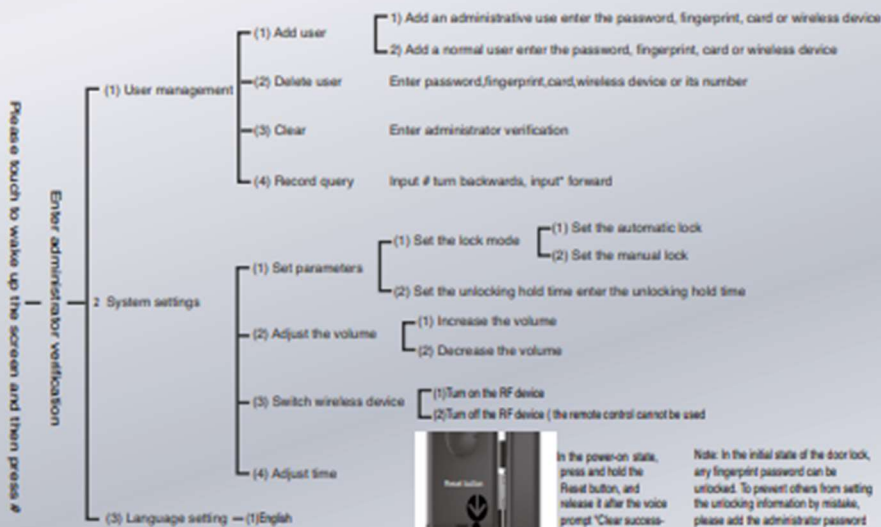 Please touch to wake up the screen and then press #
Enter administrator verification
(1) User management
(1) Add user
1) Add an administrative use enter the password, fingerprint, card or wireless device
2) Add a normal user enter the password, fingerprint, card or wireless device
(2) Delete user
Enter password,fingerprint,card,wireless device or its number
(3) Clear
Enter administrator verification
(4) Record query
Input # turn backwards, input* forward
2 System settings
(1) Set parameters
(1) Set the lock mode
(1) Set the automatic lock
(2) Set the manual lock
(2) Set the unlocking hold time enter the unlocking hold time
(2) Adjust the volume
(1) Increase the volume
(2) Decrease the volume
(3) Switch wireless device
(1)Turn on the RF device
(2)Turn off the RF device ( the remote control cannot be used
(4) Adjust time
(3) Language setting
(1)English
Reset button
In the power-on state,
press and hold the
Reset button, and
release it after the voice
prompt "Clear success-
Note: In the initial state of the door lock,
any fingerprint password can be
unlocked. To prevent others from setting
the unlocking information by mistake,
please add the administrator password